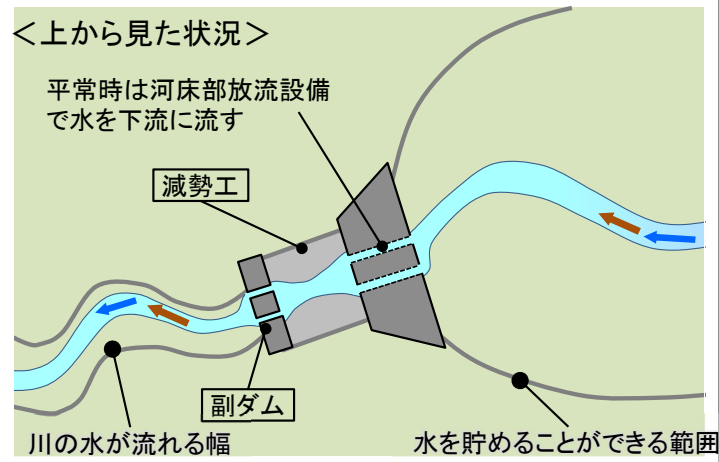 ＜上から見た状況＞
平常時は河床部放流設備
で水を下流に流す
減勢工
副ダム
川の水が流れる幅
水を貯めることができる範囲